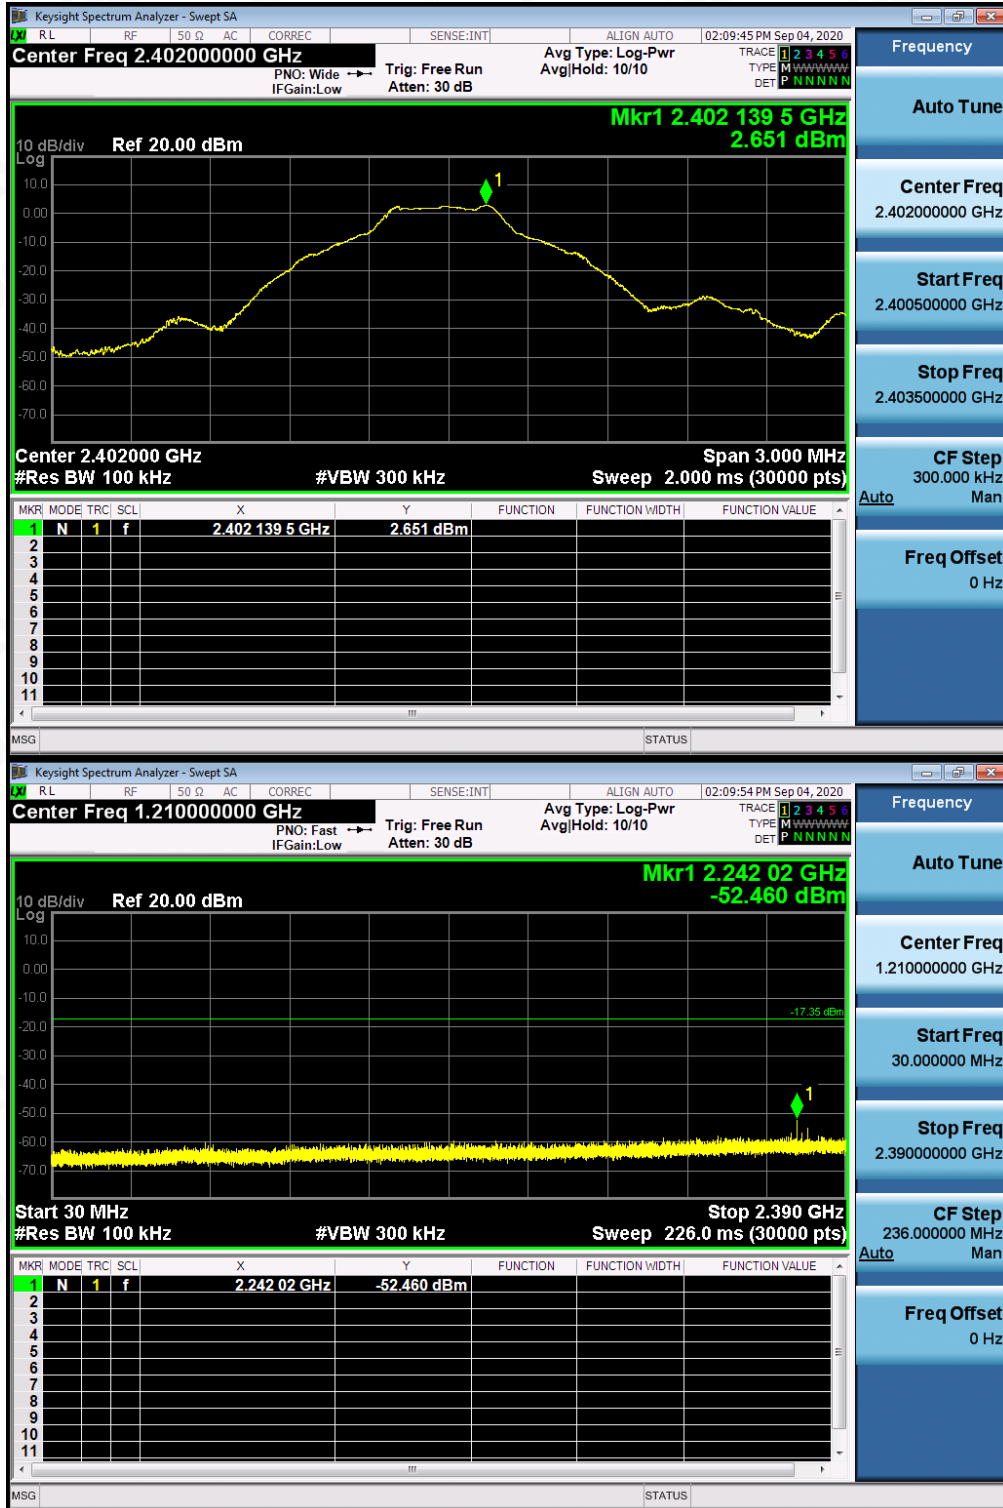 Keysight Spectrum Analyzer - Swept SA
LXI RL RF 50 Ω AC CORREC SENSE:INT ALIGN AUTO 02:09:45 PM Sep 04, 2020
Center Freq 2.402000000 GHz
PNO: Wide
IFGain:Low
Trig: Free Run
Atten: 30 dB
Avg Type: Log-Pwr
Avg|Hold: 10/10
TRACE 1 2 3 4 5 6
TYPE M WWWWW
DET P N N N N N
Mkr1 2.402 139 5 GHz
2.651 dBm
10 dB/div Ref 20.00 dBm
Log
10.0
0.00
-10.0
-20.0
-30.0
-40.0
-50.0
-60.0
-70.0
1
Center 2.402000 GHz Span 3.000 MHz
#Res BW 100 kHz #VBW 300 kHz Sweep 2.000 ms (30000 pts)
MKR MODE TRC SCL X Y FUNCTION FUNCTION WIDTH FUNCTION VALUE
1 N 1 f 2.402 139 5 GHz 2.651 dBm
2
3
4
5
6
7
8
9
10
11
MSG STATUS
Frequency
Auto Tune
Center Freq
2.402000000 GHz
Start Freq
2.400500000 GHz
Stop Freq
2.403500000 GHz
CF Step
300.000 kHz
Auto Man
Freq Offset
0 Hz
Keysight Spectrum Analyzer - Swept SA
LXI RL RF 50 Ω AC CORREC SENSE:INT ALIGN AUTO 02:09:54 PM Sep 04, 2020
Center Freq 1.210000000 GHz
PNO: Fast
IFGain:Low
Trig: Free Run
Atten: 30 dB
Avg Type: Log-Pwr
Avg|Hold: 10/10
TRACE 1 2 3 4 5 6
TYPE M WWWWW
DET P N N N N N
Mkr1 2.242 02 GHz
-52.460 dBm
10 dB/div Ref 20.00 dBm
Log
10.0
0.00
-10.0
-20.0
-30.0
-40.0
-50.0
-60.0
-70.0
-17.35 dBm
1
Start 30 MHz Stop 2.390 GHz
#Res BW 100 kHz #VBW 300 kHz Sweep 226.0 ms (30000 pts)
MKR MODE TRC SCL X Y FUNCTION FUNCTION WIDTH FUNCTION VALUE
1 N 1 f 2.242 02 GHz -52.460 dBm
2
3
4
5
6
7
8
9
10
11
MSG STATUS
Frequency
Auto Tune
Center Freq
1.210000000 GHz
Start Freq
30.000000 MHz
Stop Freq
2.390000000 GHz
CF Step
236.000000 MHz
Auto Man
Freq Offset
0 Hz